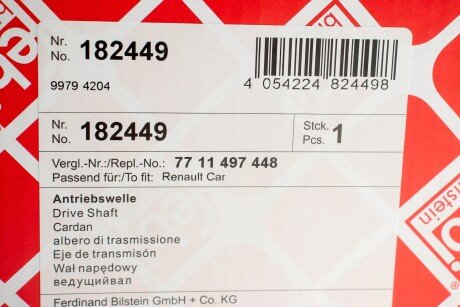 Nr.
No. 182449
9979 4204
4 054224 824498
Nr.
No. 182449
Stck.
Pcs. 1
Vergl.-Nr.:/Repl.-No.: 77 11 497 448
Passend für:/To fit: Renault Car
Antriebswelle
Drive Shaft
Cardan
albero di trasmissione
Eje de transmisón
Wał napędowy
ведущийвал
Ferdinand Bilstein GmbH + Co. KG
febi
bilstein